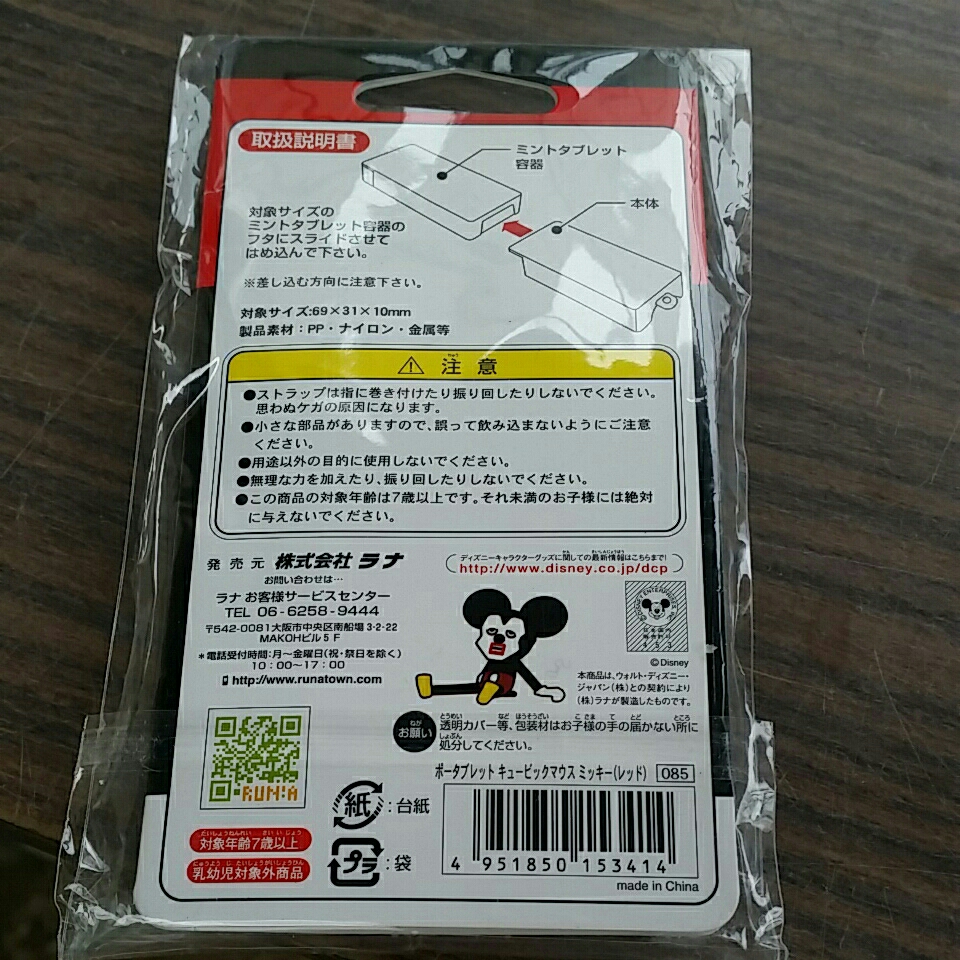 取扱説明書
ミントタブレット
容器
本体
対象サイズの
ミントタブレット容器の
フタにスライドさせて
はめ込んで下さい。
※差し込む方向に注意下さい。
対象サイズ:69×31×10mm
製品素材:PP・ナイロン・金属等
注意
●ストラップは指に巻き付けたり振り回したりしないでください。
思わぬケガの原因になります。
●小さな部品がありますので、誤って飲み込まないようにご注意
ください。
●用途以外の目的に使用しないでください。
●無理な力を加えたり、振り回したりしないでください。
●この商品の対象年齢は7歳以上です。それ未満のお子様には絶対
に与えないでください。
発売元 株式会社 ラナ
お問い合わせは…
ラナ お客様サービスセンター
TEL 06-6258-9444
〒542-0081大阪市中央区南船場3-2-22
MAKOHビル5F
*電話受付時間:月~金曜日(祝・祭日を除く)
10:00~17:00
http://www.runatown.com
ディズニーキャラクターグッズに関しての最新情報はこちらまで!
http://www.disney.co.jp/dcp
©Disney
本商品は、ウォルト・ディズニー・
ジャパン(株)との契約により
(株)ラナが製造したものです。
お願い
透明カバー等、包装材はお子様の手の届かない所に
処分してください。
ポータブレット キュービックマウス ミッキー(レッド) 085
RUN'A
紙:台紙
プラ:袋
対象年齢7歳以上
乳幼児対象外商品
4 951850 153414
made in China